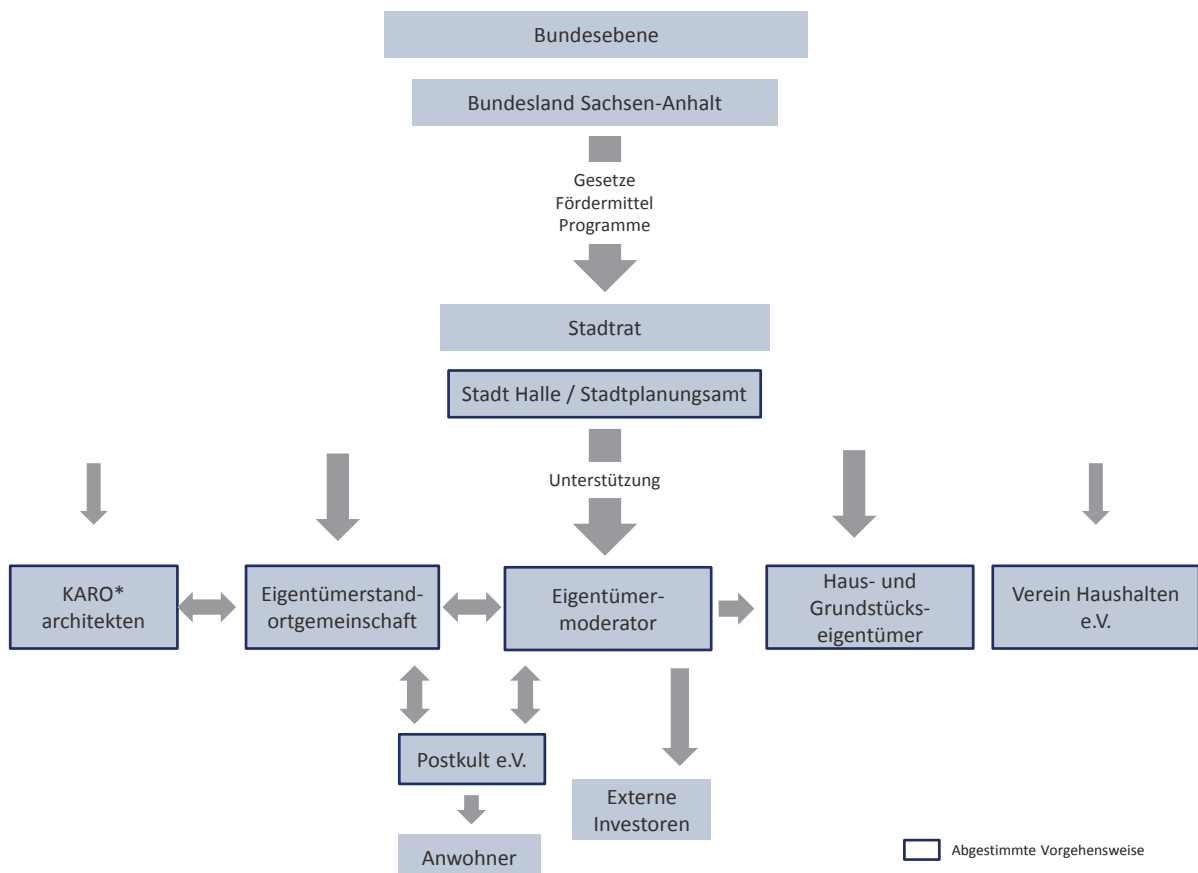 Bundesebene
Bundesland Sachsen-Anhalt
Gesetze
Fördermittel
Programme
Stadtrat
Stadt Halle / Stadtplanungsamt
Unterstützung
KARO*
architekten
Eigentümerstand-
ortgemeinschaft
Eigentümer-
moderator
Haus- und
Grundstücks-
eigentümer
Verein Haushalten
e.V.
Postkult e.V.
Externe
Investoren
Anwohner
Abgestimmte Vorgehensweise